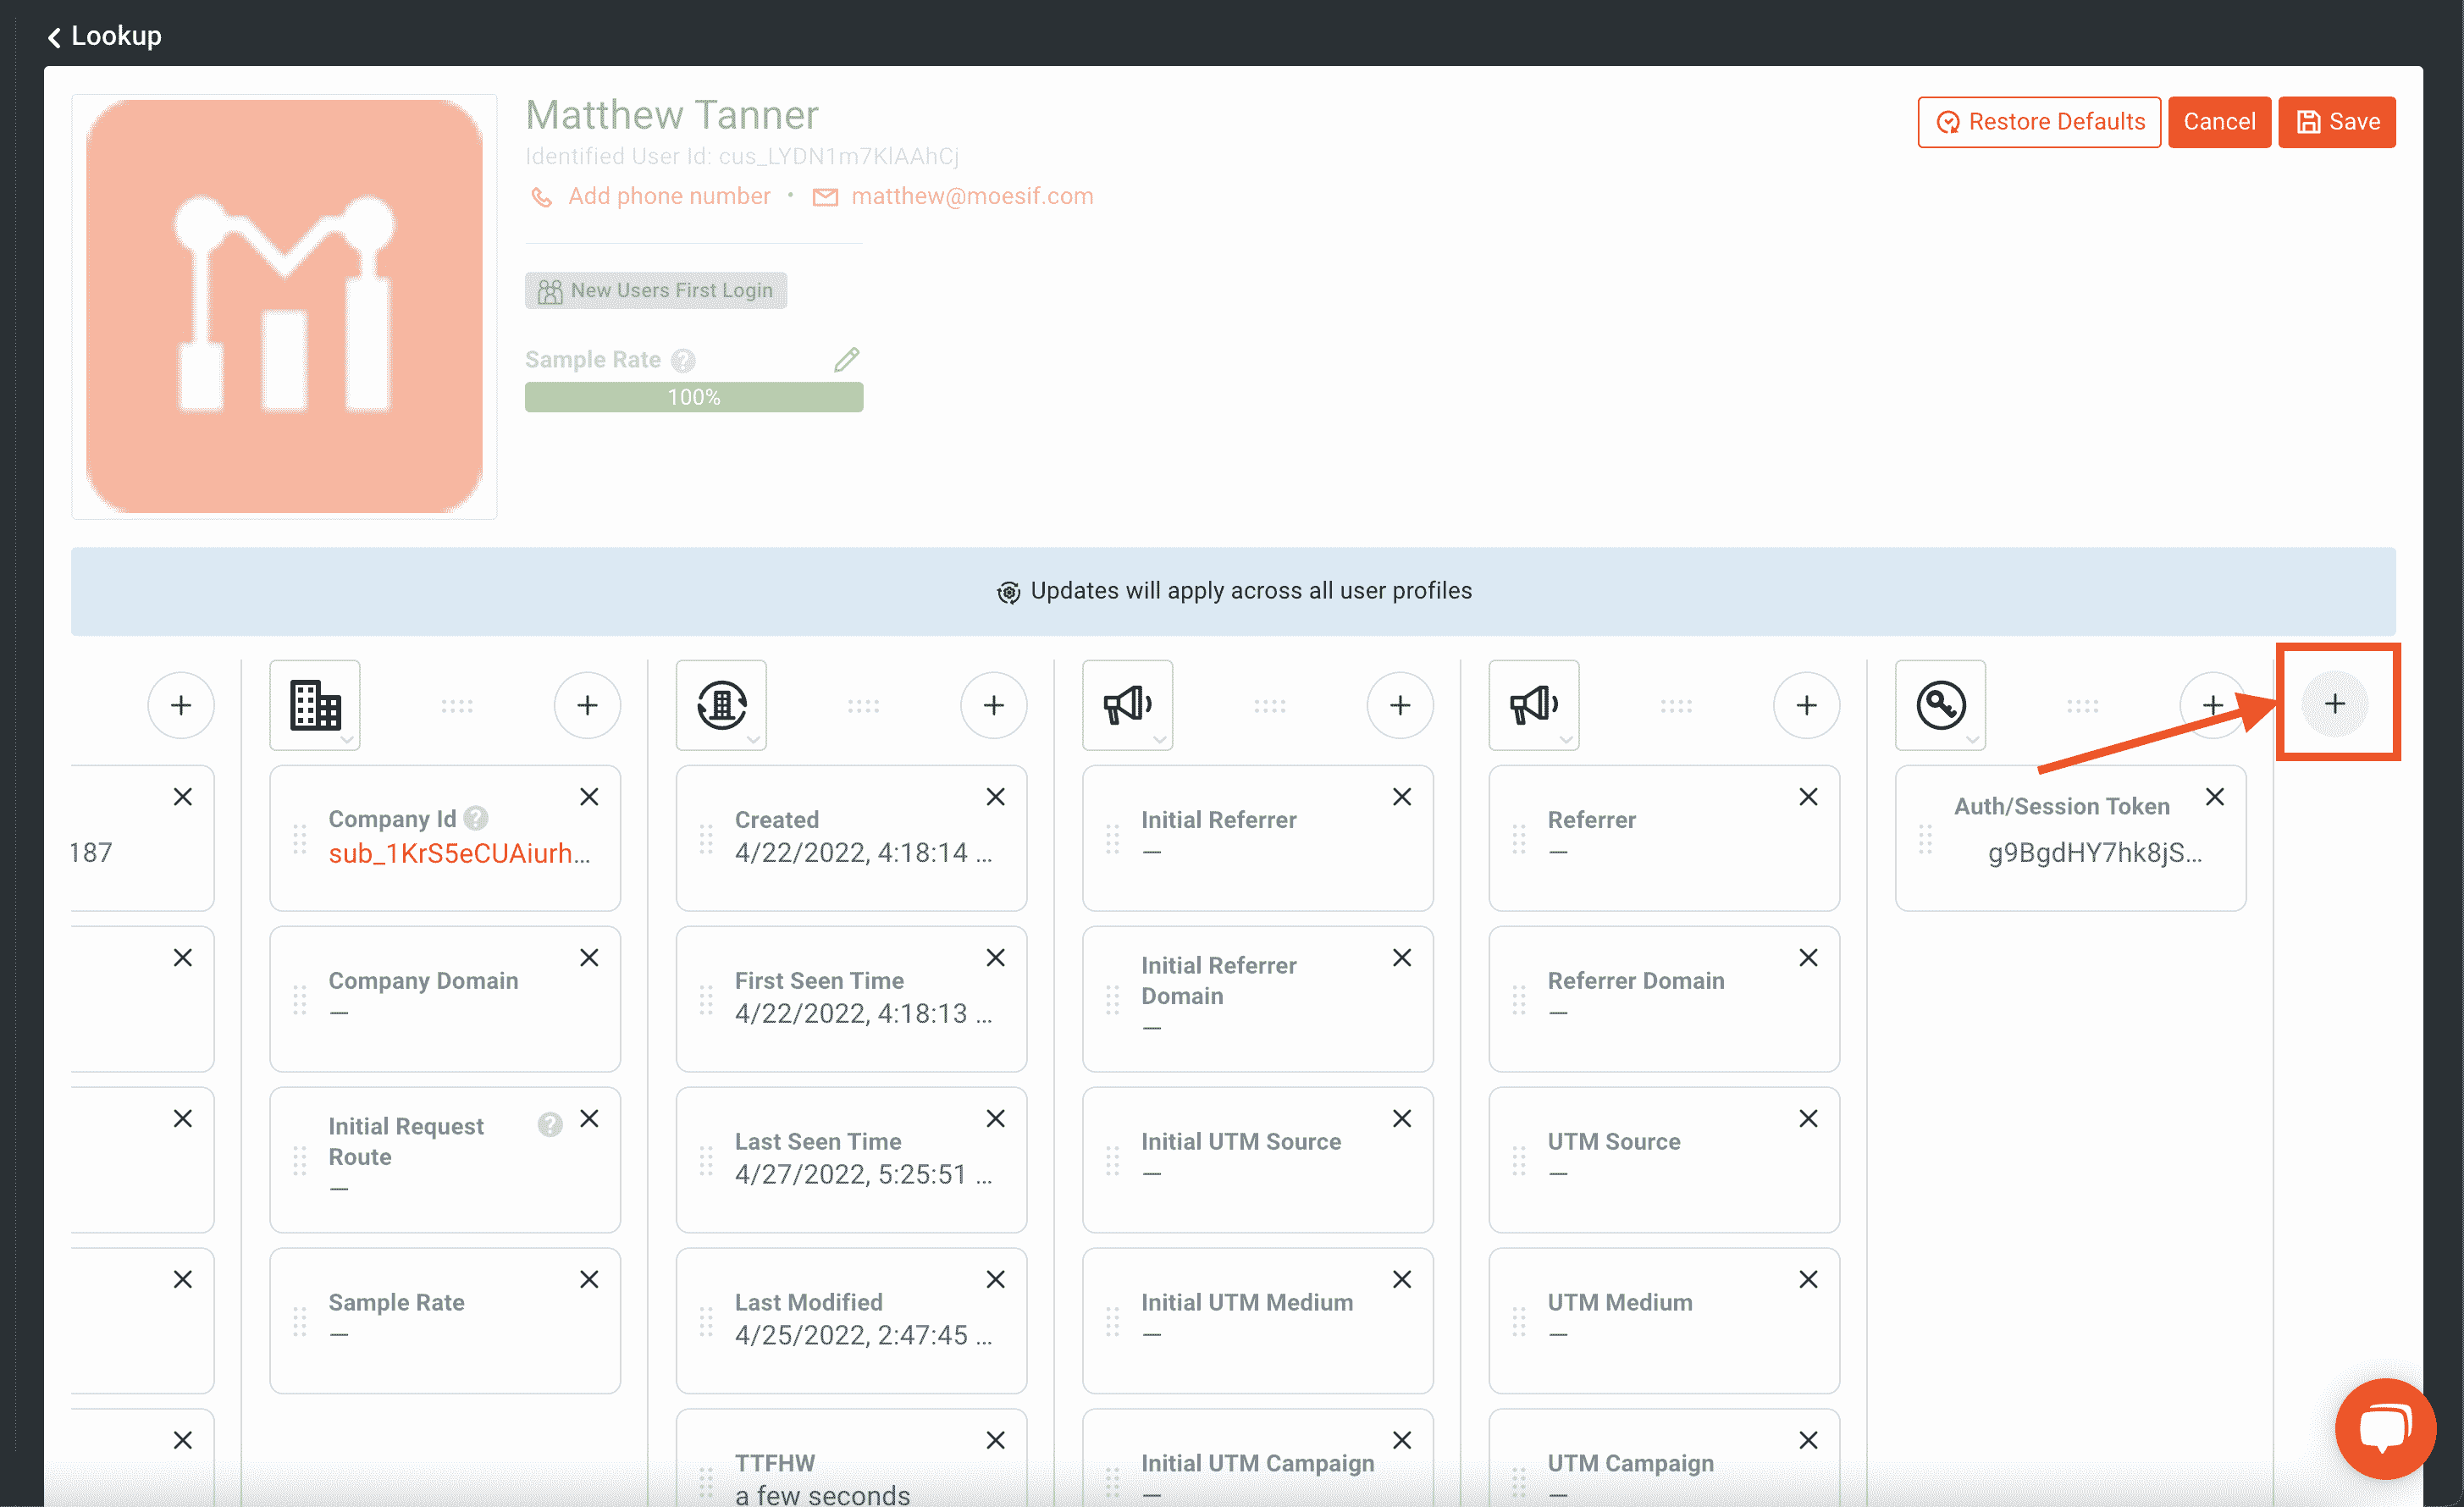 Lookup
Matthew Tanner
Identified User Id: cus_LYDN1m7KlAAhCj
Add phone number • matthew@moesif.com
Restore Defaults
Cancel
Save
New Users First Login
Sample Rate
100%
Updates will apply across all user profiles
187
Company Id
sub_1KrS5eCUAiurh...
Company Domain
—
Initial Request
Route
—
Sample Rate
—
Created
4/22/2022, 4:18:14 ...
First Seen Time
4/22/2022, 4:18:13 ...
Last Seen Time
4/27/2022, 5:25:51 ...
Last Modified
4/25/2022, 2:47:45 ...
TTFHW
a few seconds
Initial Referrer
—
Initial Referrer
Domain
—
Initial UTM Source
—
Initial UTM Medium
—
Initial UTM Campaign
—
Referrer
—
Referrer Domain
—
UTM Source
—
UTM Medium
—
UTM Campaign
—
Auth/Session Token
g9BgdHY7hk8jS...